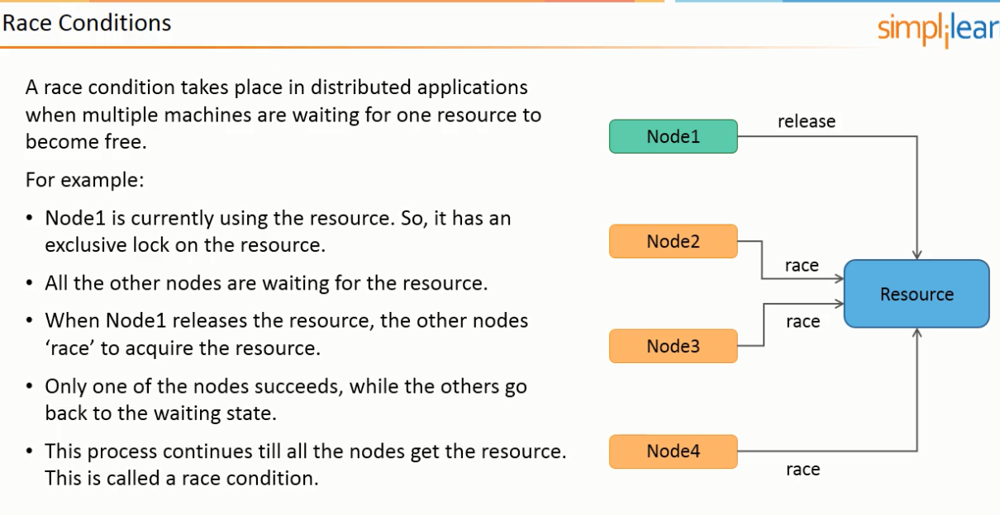 Race Conditions
simplilear
A race condition takes place in distributed applications
when multiple machines are waiting for one resource to
become free.
For example:
• Node1 is currently using the resource. So, it has an
exclusive lock on the resource.
• All the other nodes are waiting for the resource.
• When Node1 releases the resource, the other nodes
‘race’ to acquire the resource.
• Only one of the nodes succeeds, while the others go
back to the waiting state.
• This process continues till all the nodes get the resource.
This is called a race condition.
Node1
release
Node2
race
Resource
race
Node3
Node4
race